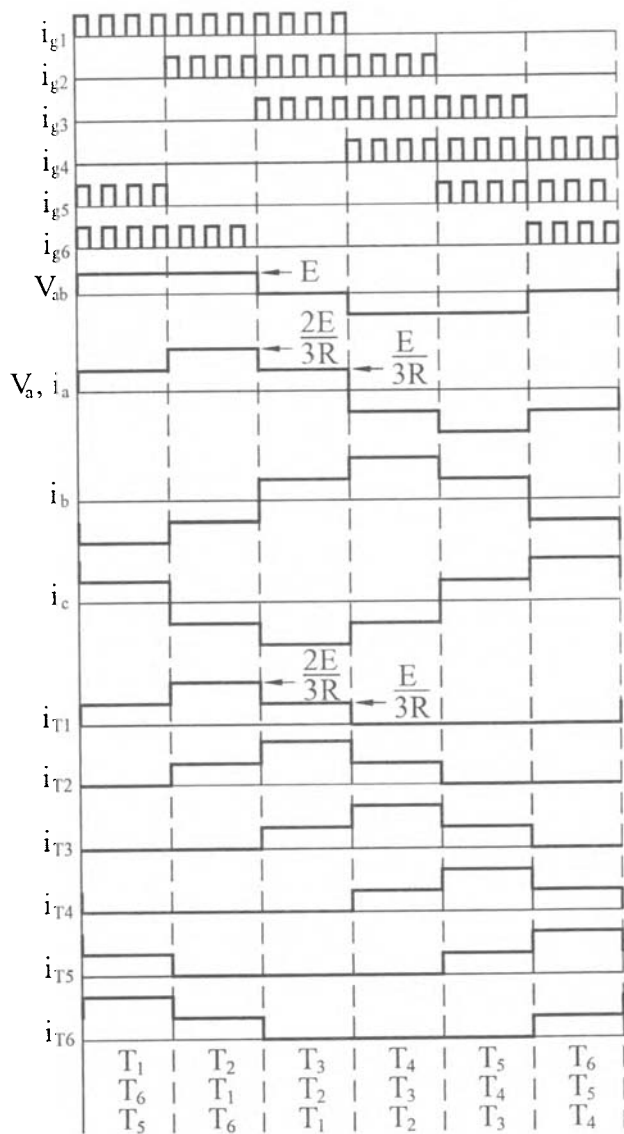 i_g1
i_g2
i_g3
i_g4
i_g5
i_g6
V_ab
E
2E/3R
E/3R
V_a, i_a
i_b
i_c
2E/3R
E/3R
i_T1
i_T2
i_T3
i_T4
i_T5
i_T6
T_1 T_2 T_3 T_4 T_5 T_6
T_6 T_1 T_2 T_3 T_4 T_5
T_5 T_6 T_1 T_2 T_3 T_4